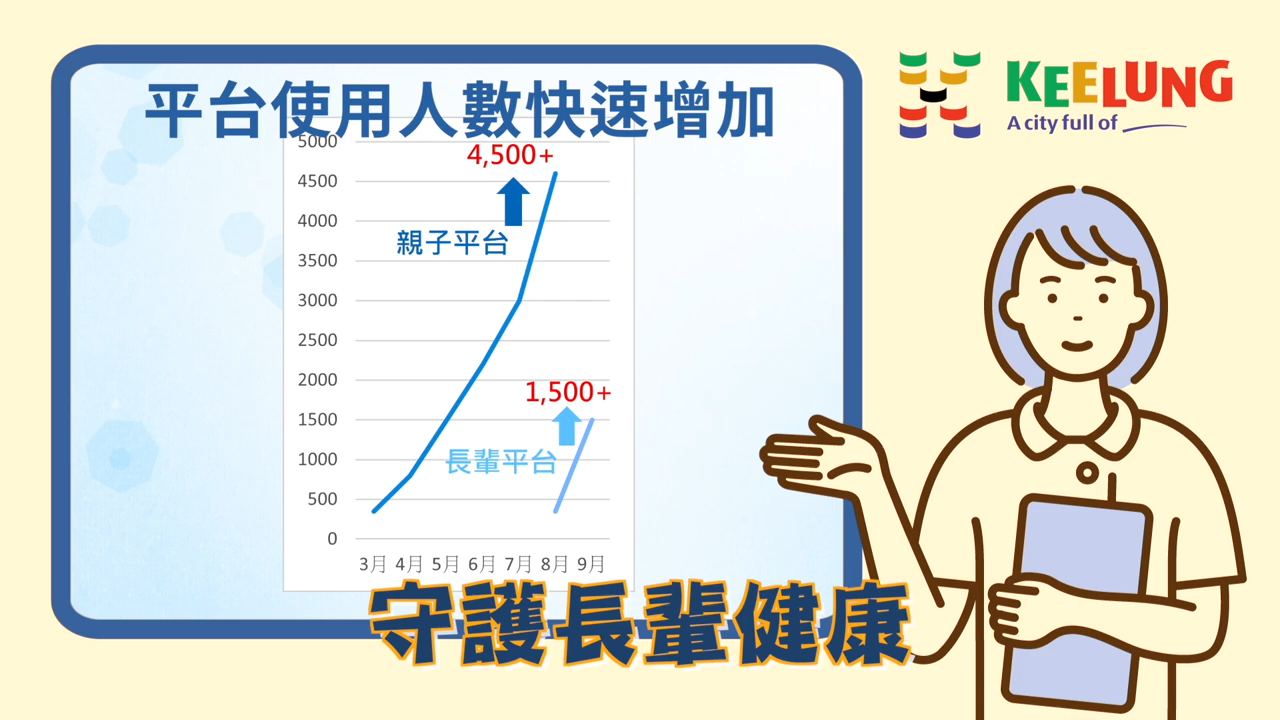 平台使用人數快速增加
KEELUNG
A city full of
5000
4,500+
4500
4000
親子平台
3500
3000
2500
2000
1,500+
1500
1000
長輩平台
500
0
3月 4月 5月 6月 7月 8月 9月
守護長輩健康